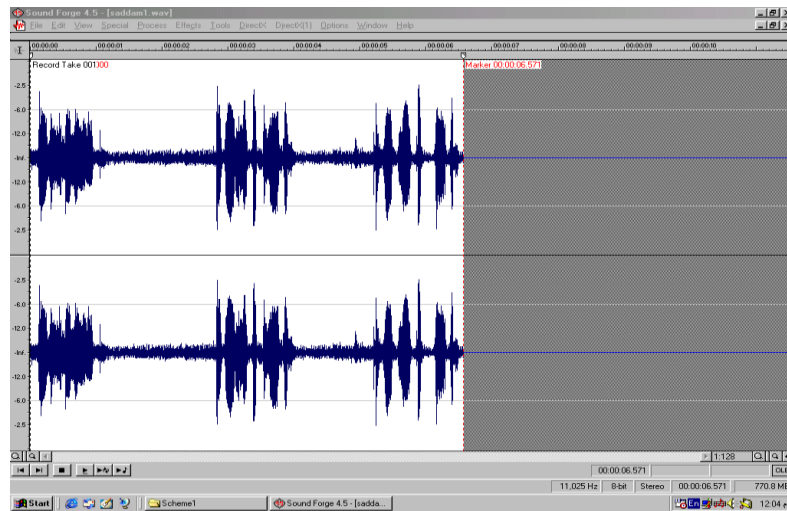 Sound Forge 4.5 - [saddam1.wav]
File Edit View Special Process Effects Tools DirectX DirectX(1) Options Window Help
,00:00:00 ,00:00:01 ,00:00:02 ,00:00:03 ,00:00:04 ,00:00:05 ,00:00:06 ,00:00:07 ,00:00:08 ,00:00:09 ,00:00:10
Record Take 001 Marker 00:00:06.571
-2.5
-6.0
-12.0
-Inf.
-12.0
-6.0
-2.5
-2.5
-6.0
-12.0
-Inf.
-12.0
-6.0
-2.5
1:128
00:00:06.571
11,025 Hz 8-bit Stereo 00:00:06.571 770.8 MB
Start Scheme1 Sound Forge 4.5 - [sadda... En 12:04